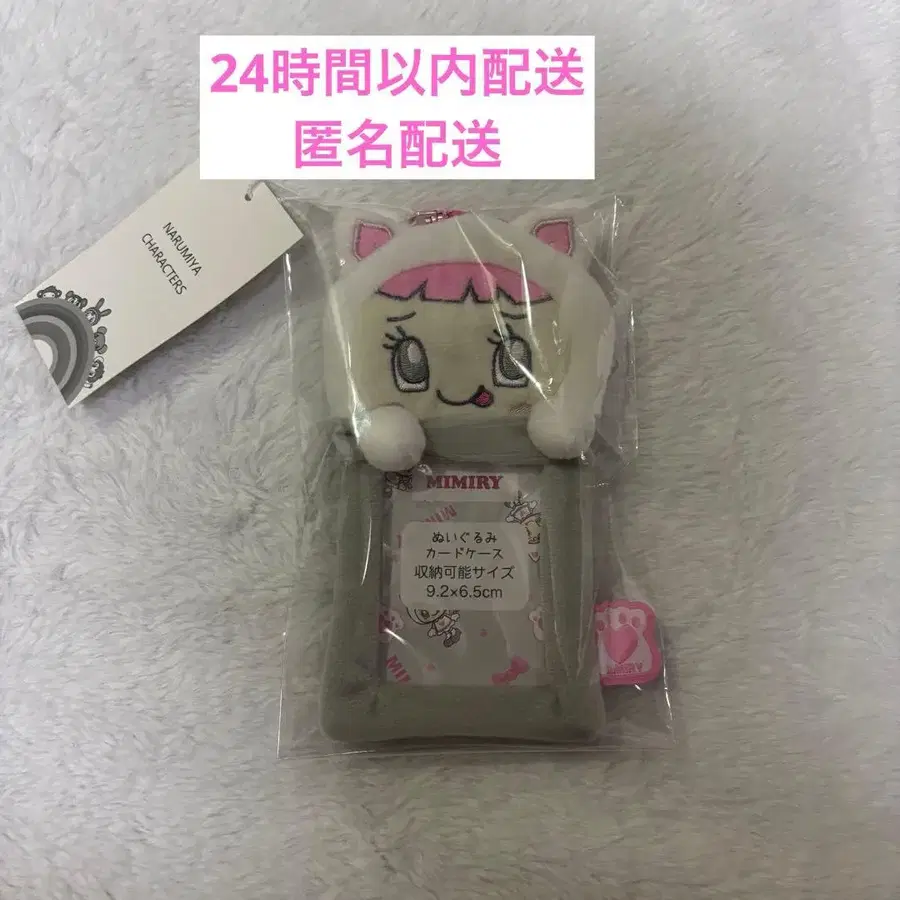 24時間以内配送
匿名配送
NARUMIYA
CHARACTERS
MIMIRY
ぬいぐるみ
カードケース
収納可能サイズ
9.2×6.5cm